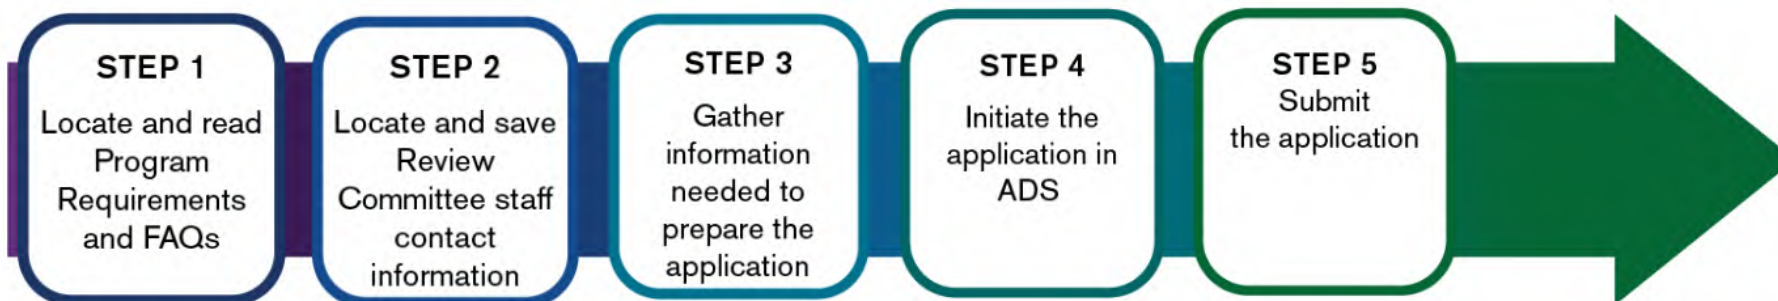 STEP 1
Locate and read
Program
Requirements
and FAQs
STEP 2
Locate and save
Review
Committee staff
contact
information
STEP 3
Gather
information
needed to
prepare the
application
STEP 4
Initiate the
application in
ADS
STEP 5
Submit
the application